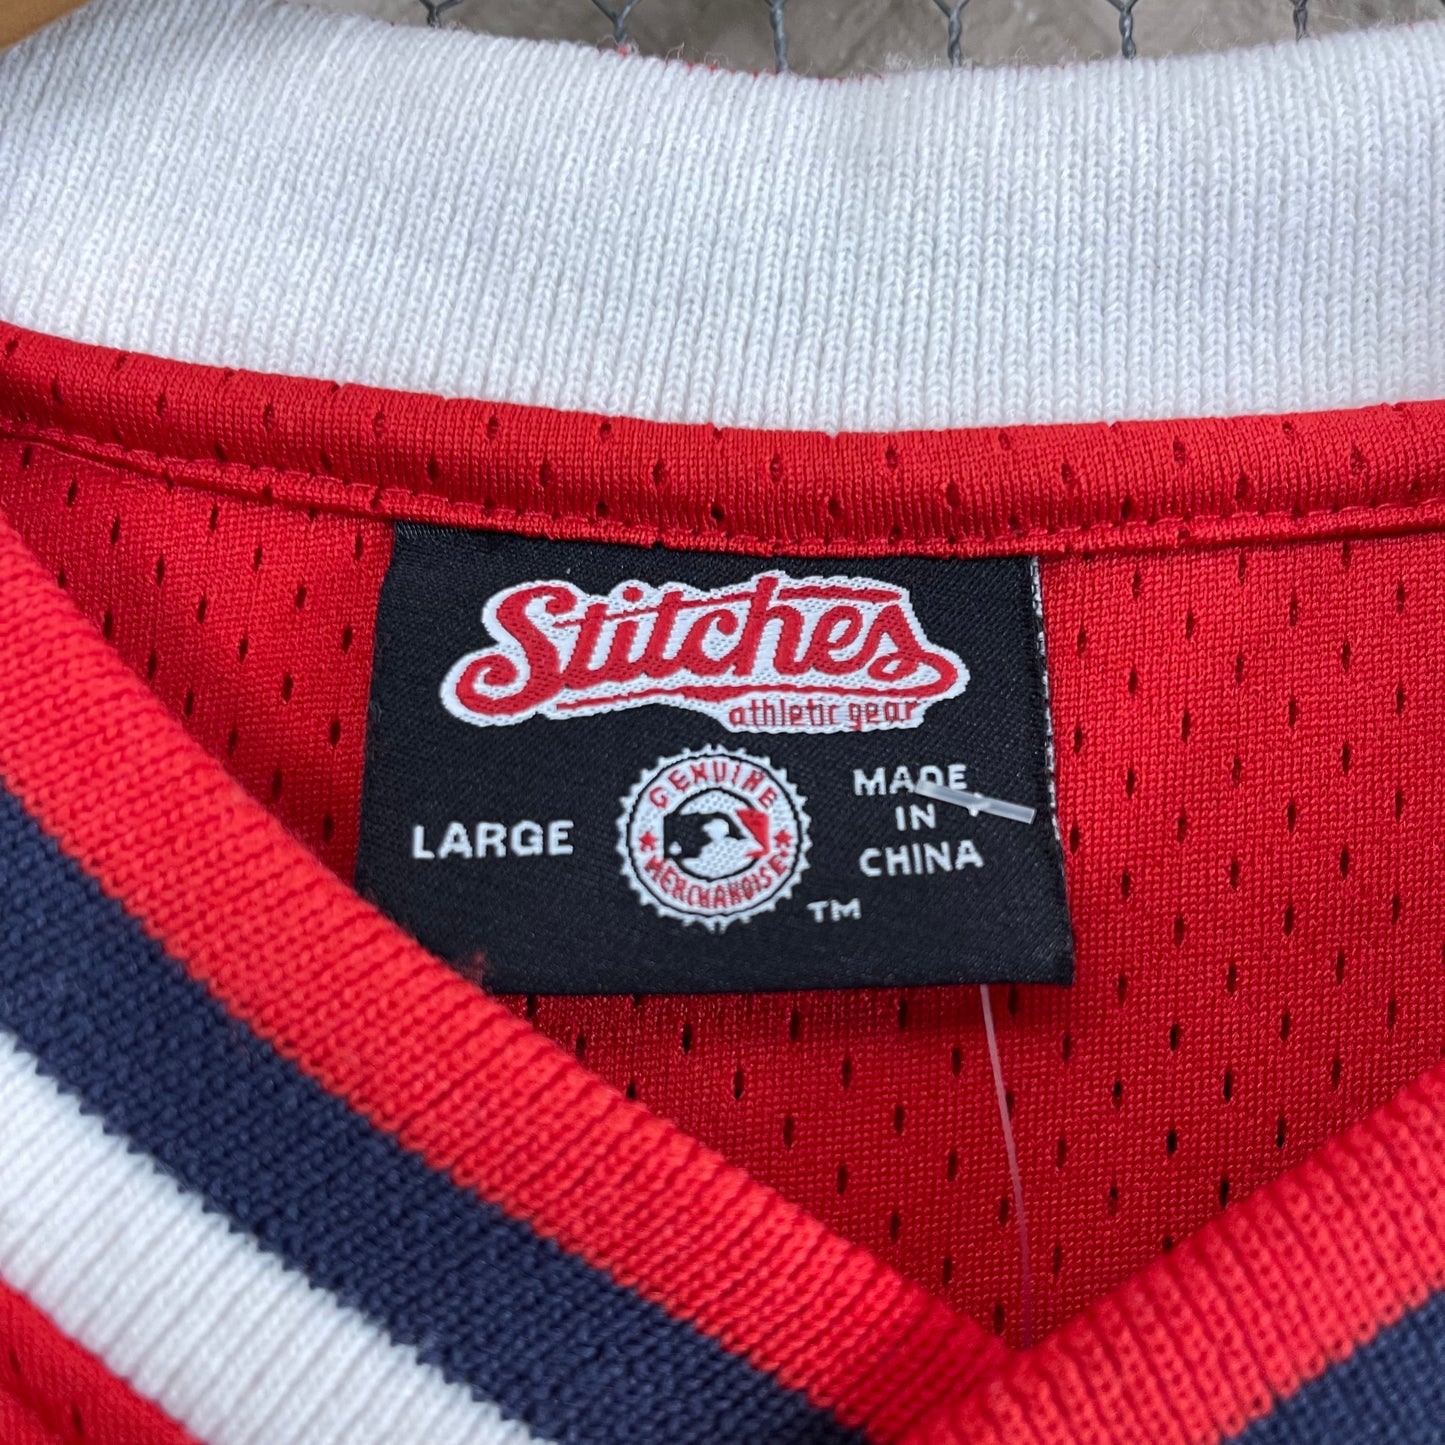 Stitches
athletic gear
LARGE
GENUINE
MERCHANDISE
TM
MADE
IN
CHINA